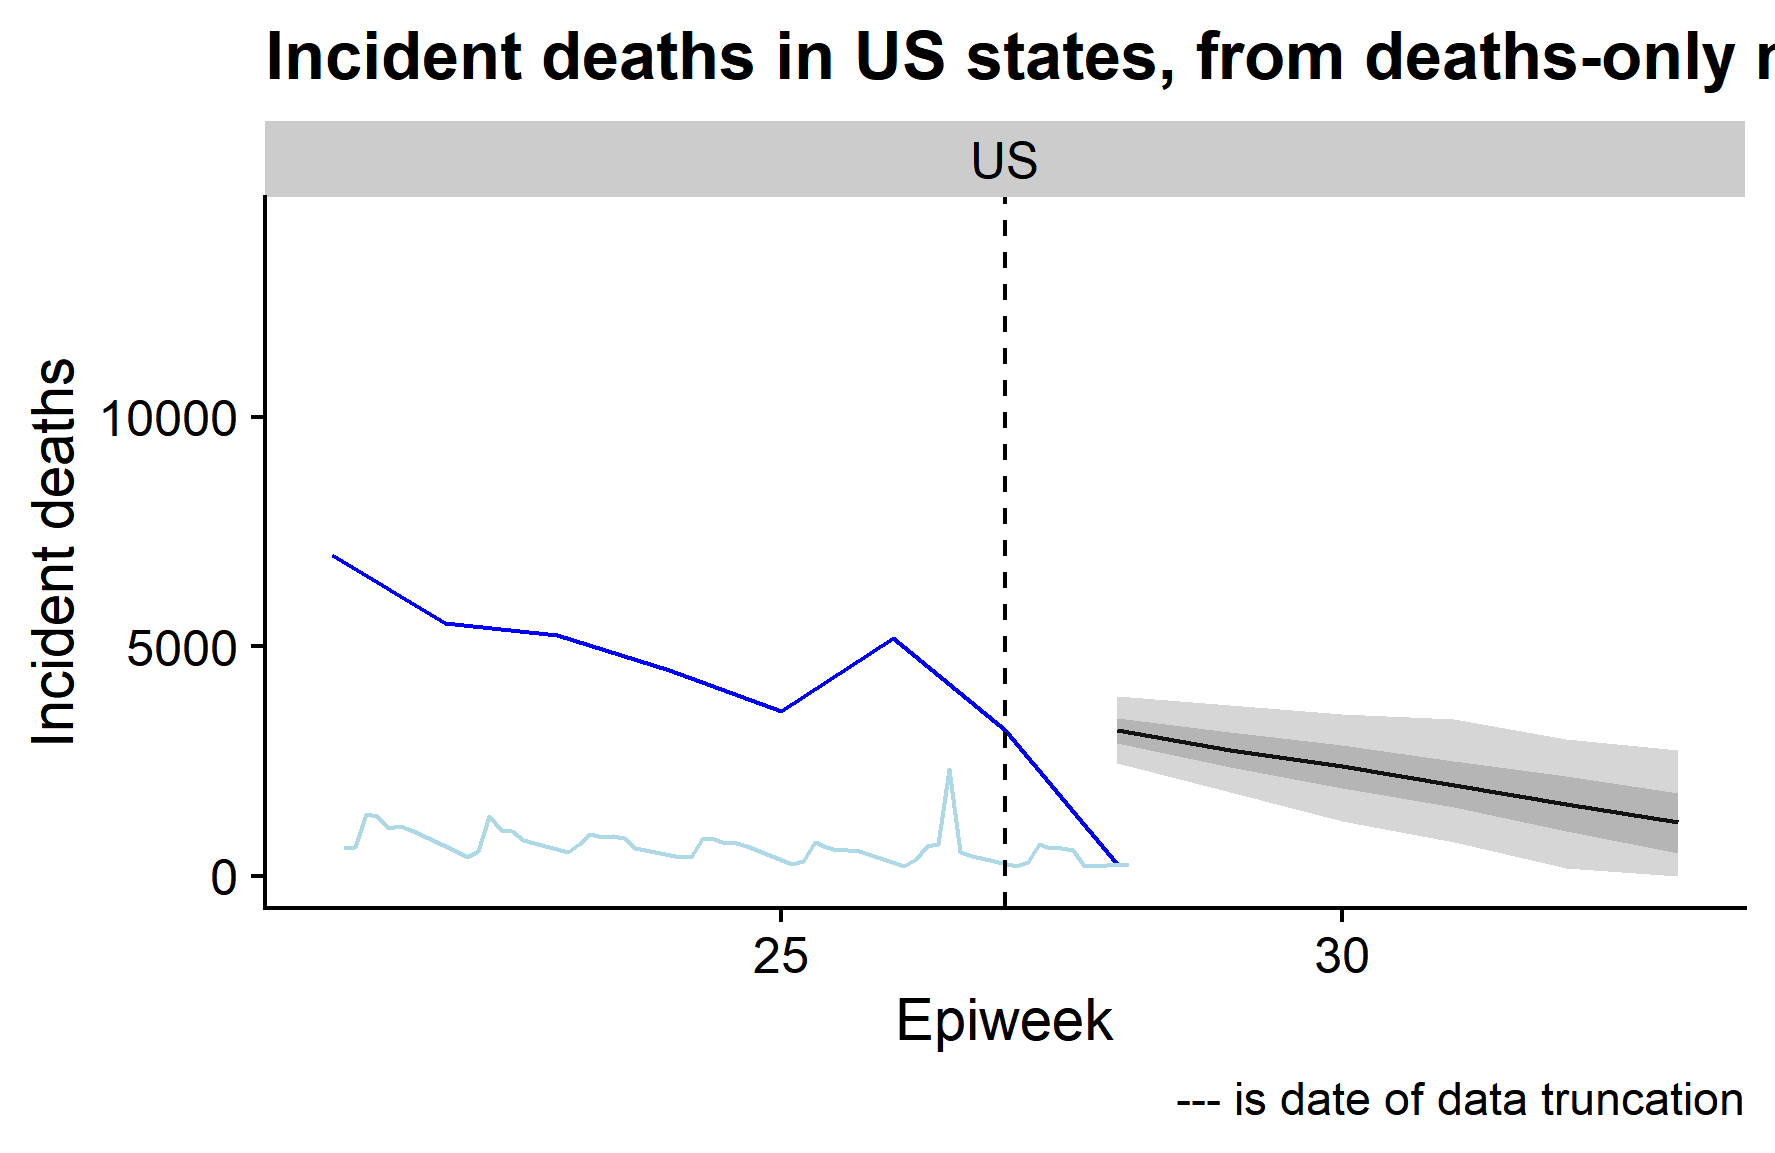 Incident deaths in US states, from deaths-only
US
Incident deaths
10000
5000
0
25
30
Epiweek
--- is date of data truncation